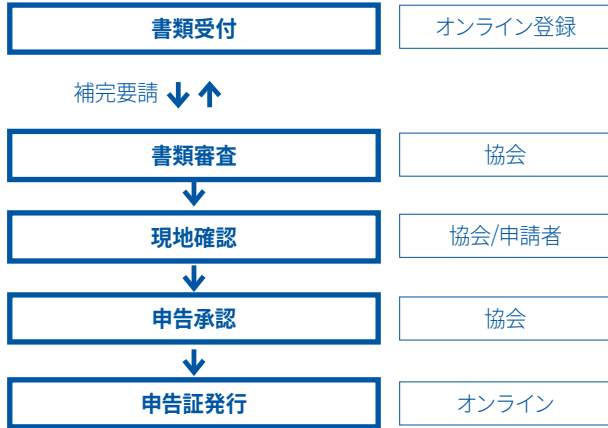 書類受付
オンライン登録
補完要請
書類審査
協会
現地確認
協会/申請者
申告承認
協会
申告証発行
オンライン